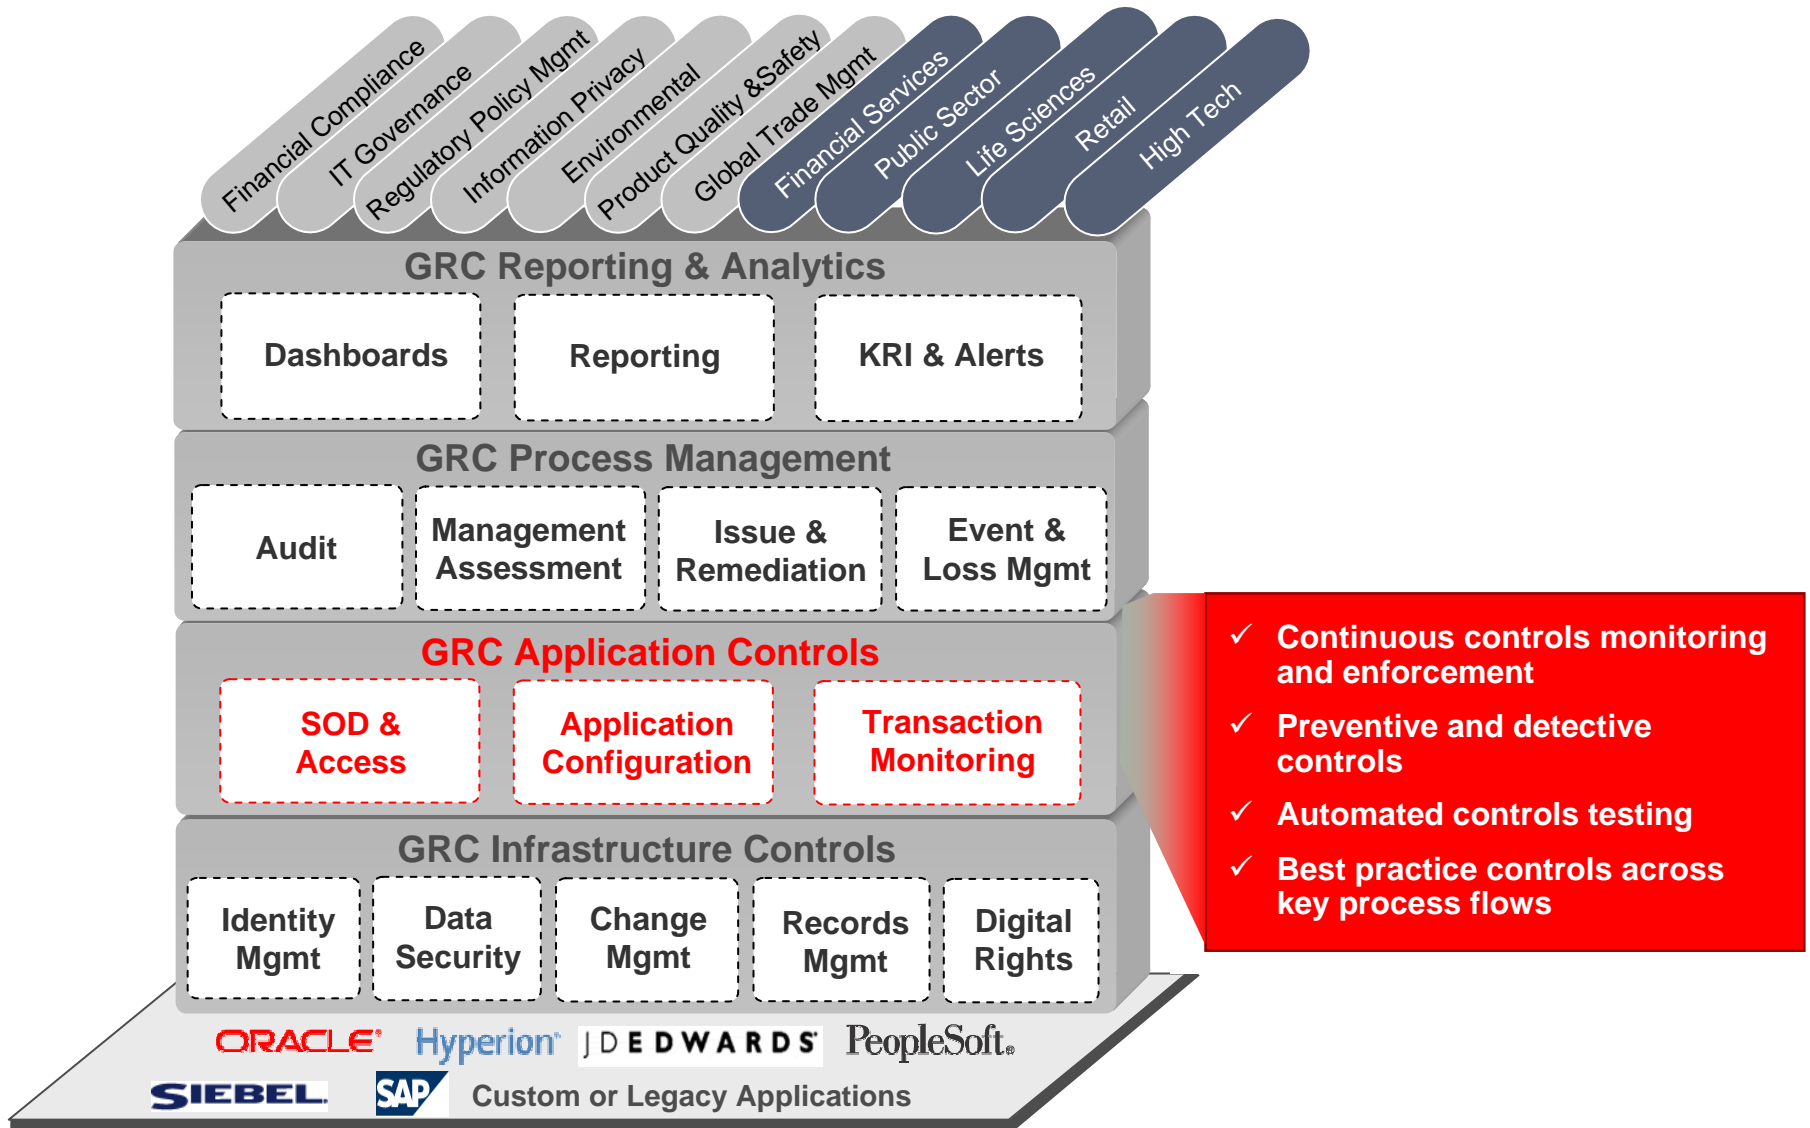 Financial Compliance
IT Governance
Regulatory Policy Mgmt
Information Privacy
Environmental
Product Quality &Safety
Global Trade Mgmt
Financial Services
Public Sector
Life Sciences
Retail
High Tech
GRC Reporting & Analytics
Dashboards
Reporting
KRI & Alerts
GRC Process Management
Audit
Management
Assessment
Issue &
Remediation
Event &
Loss Mgmt
GRC Application Controls
SOD &
Access
Application
Configuration
Transaction
Monitoring
✓ Continuous controls monitoring
and enforcement
✓ Preventive and detective
controls
✓ Automated controls testing
✓ Best practice controls across
key process flows
GRC Infrastructure Controls
Identity
Mgmt
Data
Security
Change
Mgmt
Records
Mgmt
Digital
Rights
ORACLE®
Hyperion®
JDEDWARDS®
PeopleSoft®
SIEBEL.
SAP
Custom or Legacy Applications